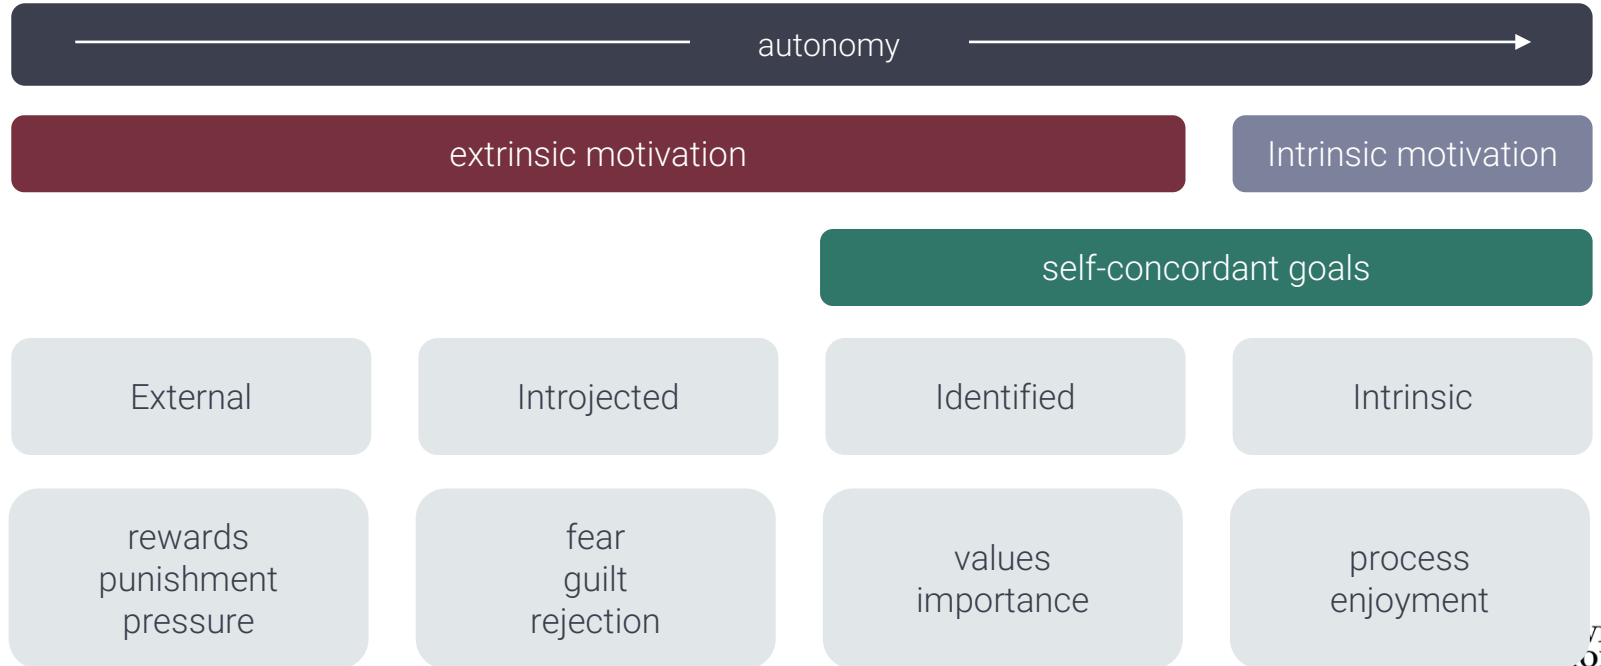 autonomy
extrinsic motivation
Intrinsic motivation
self-concordant goals
External
Introjected
Identified
Intrinsic
rewards
punishment
pressure
fear
guilt
rejection
values
importance
process
enjoyment